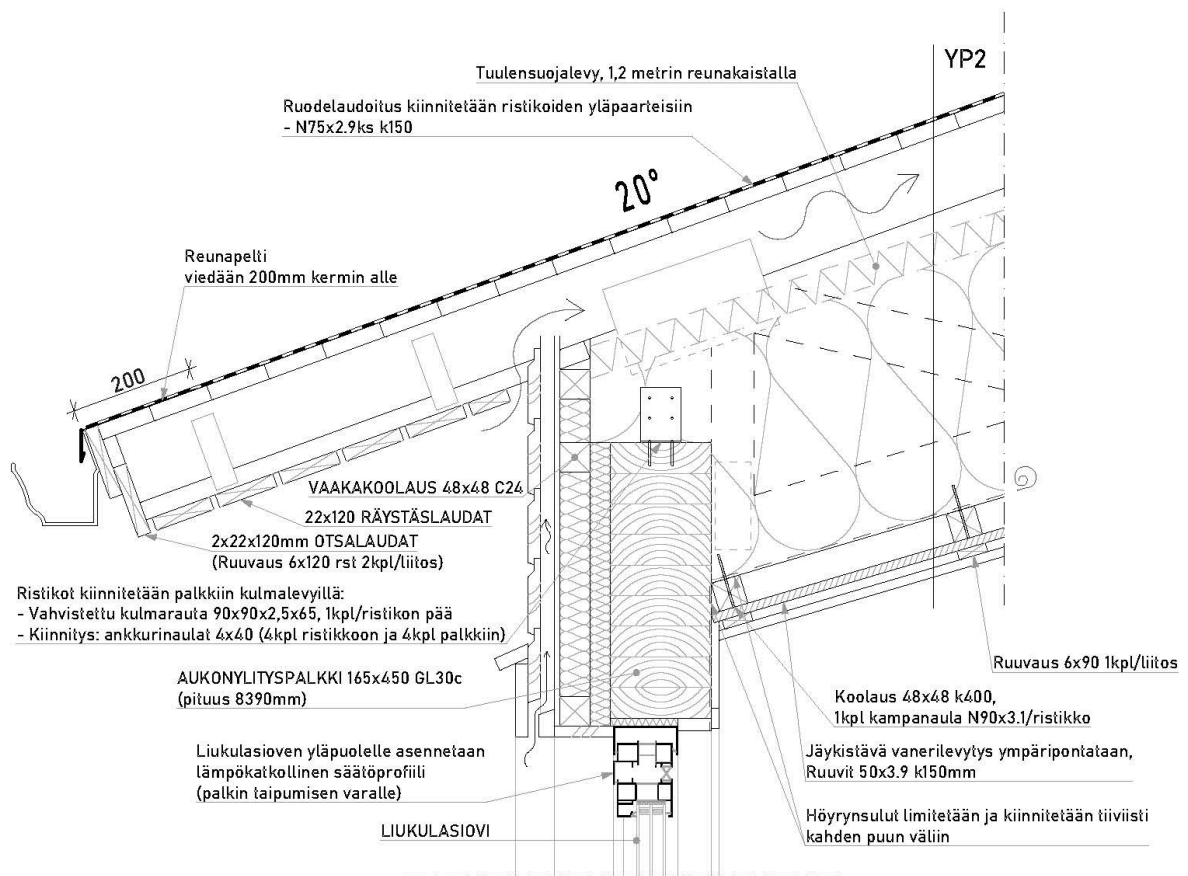 YP2
Tuulensuojalevy, 1,2 metrin reunakaistalla
Ruodelaudoitus kiinnitetään ristikoiden yläpaarteisiin
- N75x2.9ks k150
20°
Reunapelti
viedään 200mm kermin alle
200
VAAKAKOOLAUS 48x48 C24
22x120 RÄYSTÄSLAUDAT
2x22x120mm OTSALAUDAT
(Ruuvaus 6x120 rst 2kpl/liitos)
Ristikot kiinnitetään palkkiin kulmalevyillä:
- Vahvistettu kulmarauta 90x90x2,5x65, 1kpl/ristikon pää
- Kiinnitys: ankkurinaulat 4x40 (4kpl ristikkoon ja 4kpl palkkiin)
AUKONYLITYSPALKKI 165x450 GL30c
(pituus 8390mm)
Liukulasioven yläpuolelle asennetaan
lämpökatkollinen säätöprofiili
(palkin taipumisen varalle)
LIUKULASIOVI
Ruuvaus 6x90 1kpl/liitos
Koolaus 48x48 k400,
1kpl kampanaula N90x3.1/ristikko
Jäykistävä vanerilevytys ympäripontataan,
Ruuvit 50x3.9 k150mm
Höyrynsulut limitetään ja kiinnitetään tiiviisti
kahden puun väliin